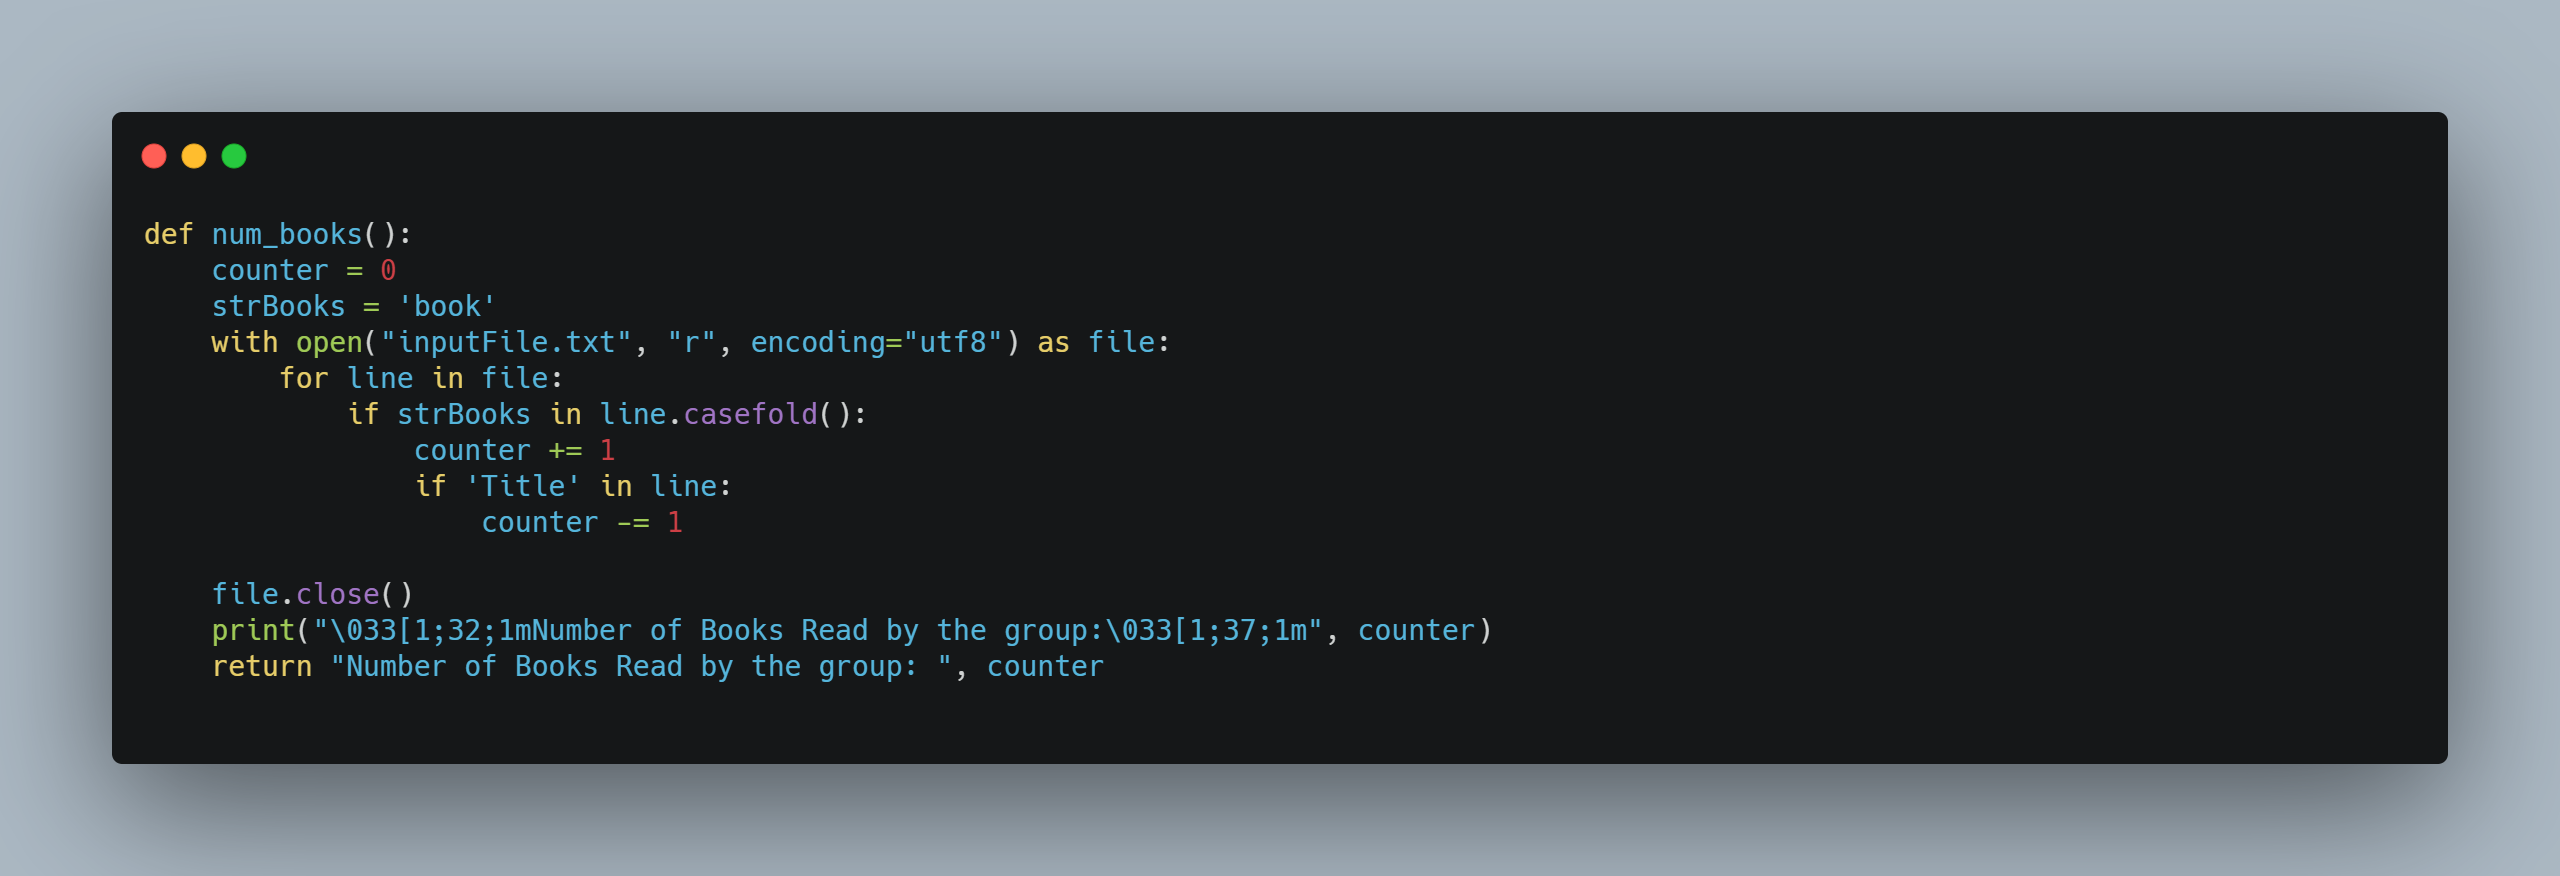 def num_books():
    counter = 0
    strBooks = 'book'
    with open("inputFile.txt", "r", encoding="utf8") as file:
        for line in file:
            if strBooks in line.casefold():
                counter += 1
                if 'Title' in line:
                    counter -= 1

    file.close()
    print("\033[1;32;1mNumber of Books Read by the group:\033[1;37;1m", counter)
    return "Number of Books Read by the group: ", counter